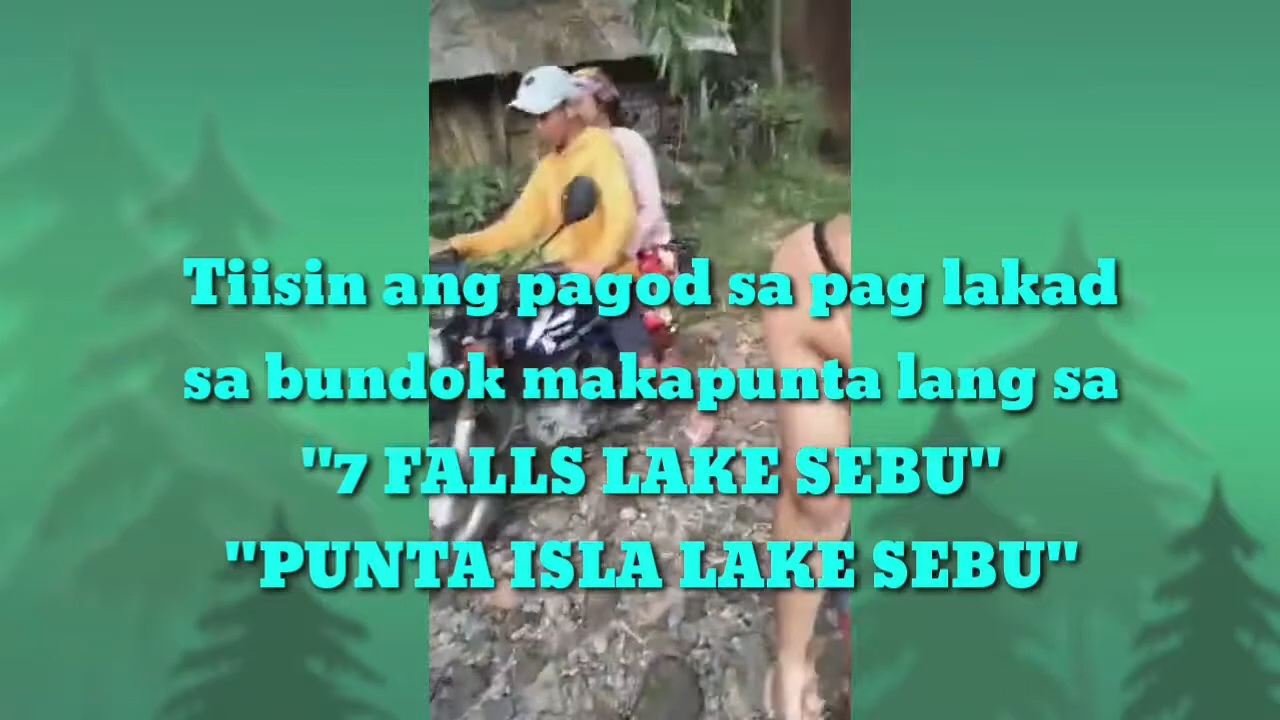 Tiisin ang pagod sa pag lakad
sa bundok makapunta lang sa
"7 FALLS LAKE SEBU"
"PUNTA ISLA LAKE SEBU"